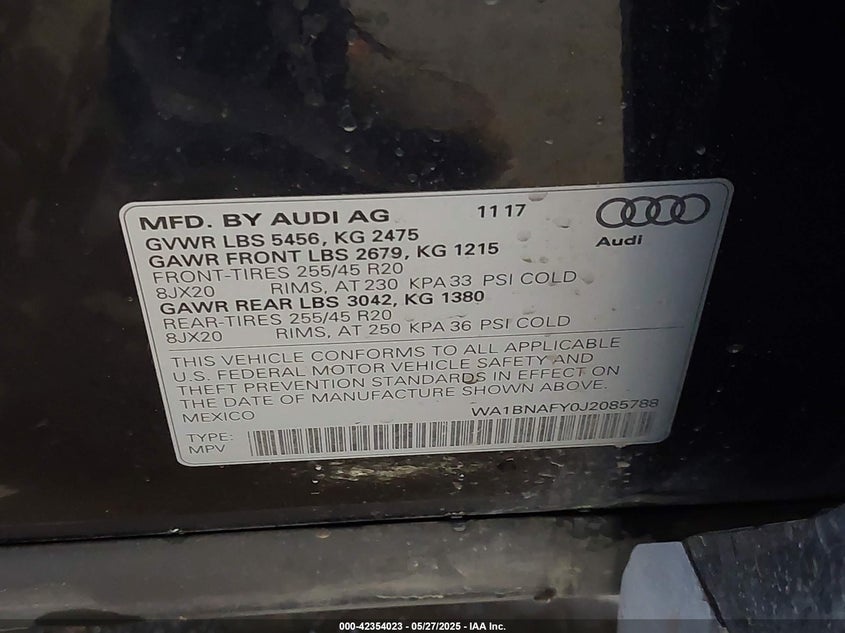 MFD. BY AUDI AG 11 17
Audi
GVWR LBS 5456, KG 2475
GAWR FRONT LBS 2679, KG 1215
FRONT-TIRES 255/45 R20
8JX20 RIMS, AT 230 KPA 33 PSI COLD
GAWR REAR LBS 3042, KG 1380
REAR-TIRES 255/45 R20
8JX20 RIMS, AT 250 KPA 36 PSI COLD
THIS VEHICLE CONFORMS TO ALL APPLICABLE
U.S. FEDERAL MOTOR VEHICLE SAFETY AND
THEFT PREVENTION STANDARDS IN EFFECT ON
THE DATE OF MANUFACTURE SHOWN ABOVE.
MEXICO WA1BNAFY0J2085788
TYPE:
MPV
000-42354023 - 05/27/2025 - IAA Inc.